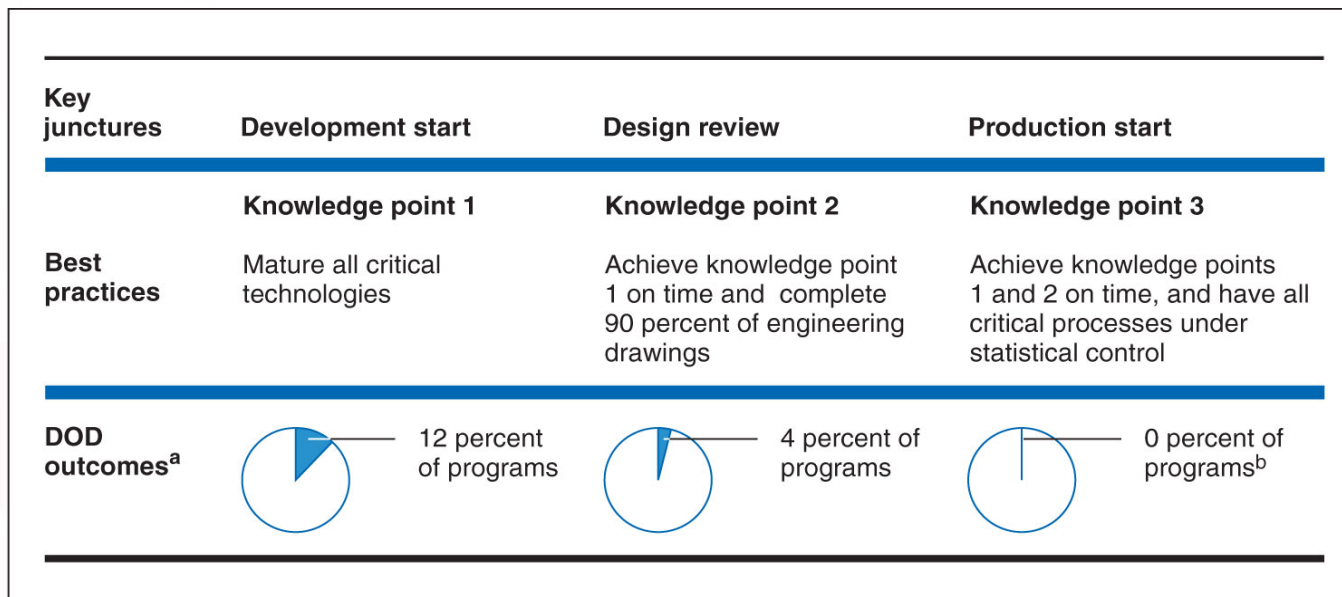 Key
junctures
Development start
Design review
Production start
Knowledge point 1
Knowledge point 2
Knowledge point 3
Best
practices
Mature all critical
technologies
Achieve knowledge point
1 on time and complete
90 percent of engineering
drawings
Achieve knowledge points
1 and 2 on time, and have all
critical processes under
statistical control
DOD
outcomesᵃ
12 percent
of programs
4 percent of
programs
0 percent of
programsᵇ